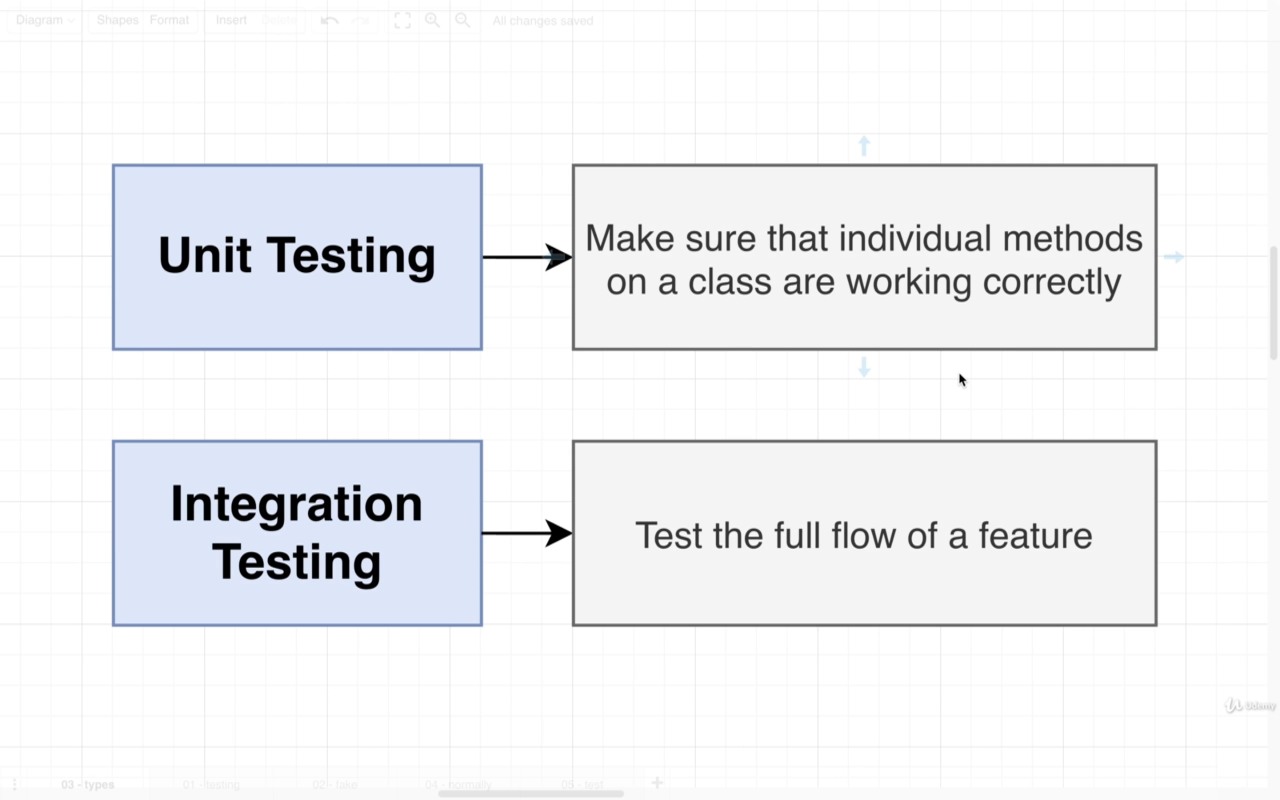 Diagram Shapes Format Insert Delete All changes saved
Unit Testing
Make sure that individual methods
on a class are working correctly
Integration
Testing
Test the full flow of a feature
Udemy
03 - types 01 - testing 02 - fake 04 - normally 05 - test